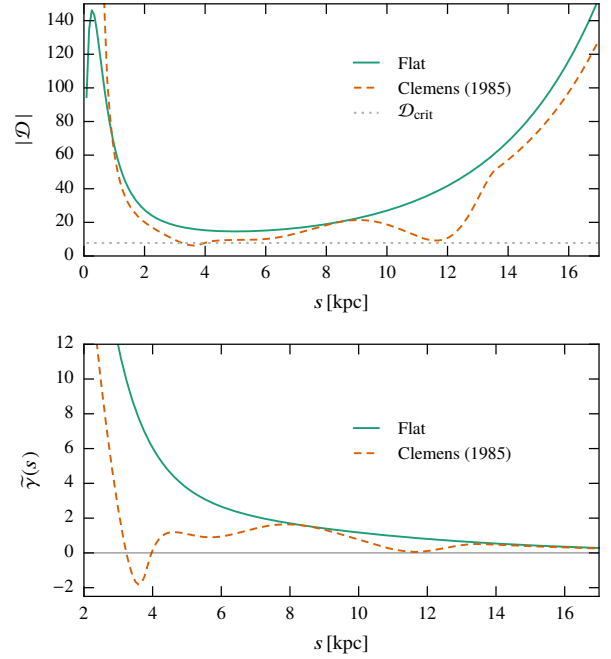 140
120
100
80
60
40
20
0
|𝒟|
Flat
Clemens (1985)
𝒟crit
0 2 4 6 8 10 12 14 16
s [kpc]
12
10
8
6
4
2
0
−2
γ̃(s)
Flat
Clemens (1985)
2 4 6 8 10 12 14 16
s [kpc]